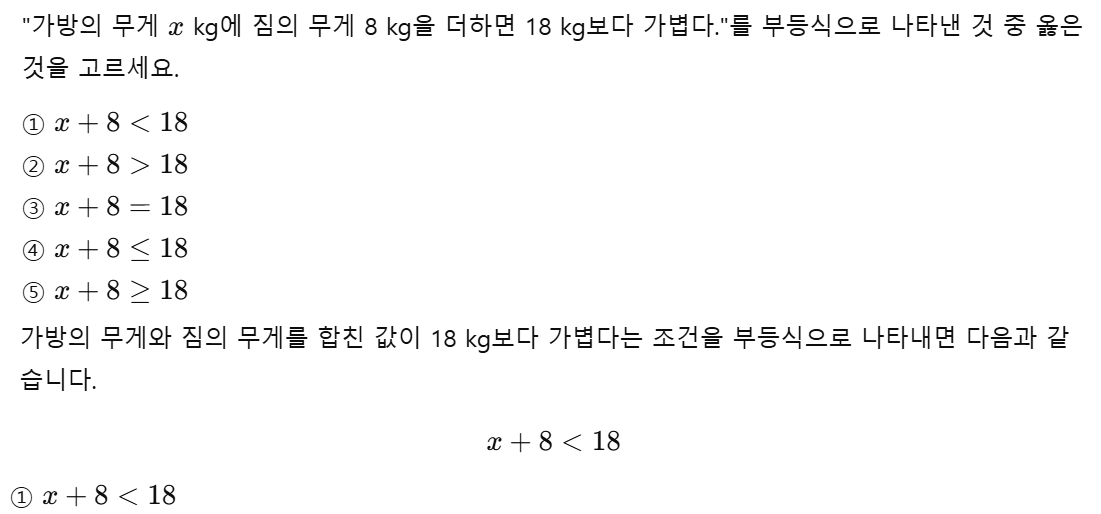 "가방의 무게 x kg에 짐의 무게 8 kg을 더하면 18 kg보다 가볍다."를 부등식으로 나타낸 것 중 옳은
것을 고르세요.
① x + 8 < 18
② x + 8 > 18
③ x + 8 = 18
④ x + 8 ≤ 18
⑤ x + 8 ≥ 18
가방의 무게와 짐의 무게를 합친 값이 18 kg보다 가볍다는 조건을 부등식으로 나타내면 다음과 같
습니다.
x + 8 < 18
① x + 8 < 18